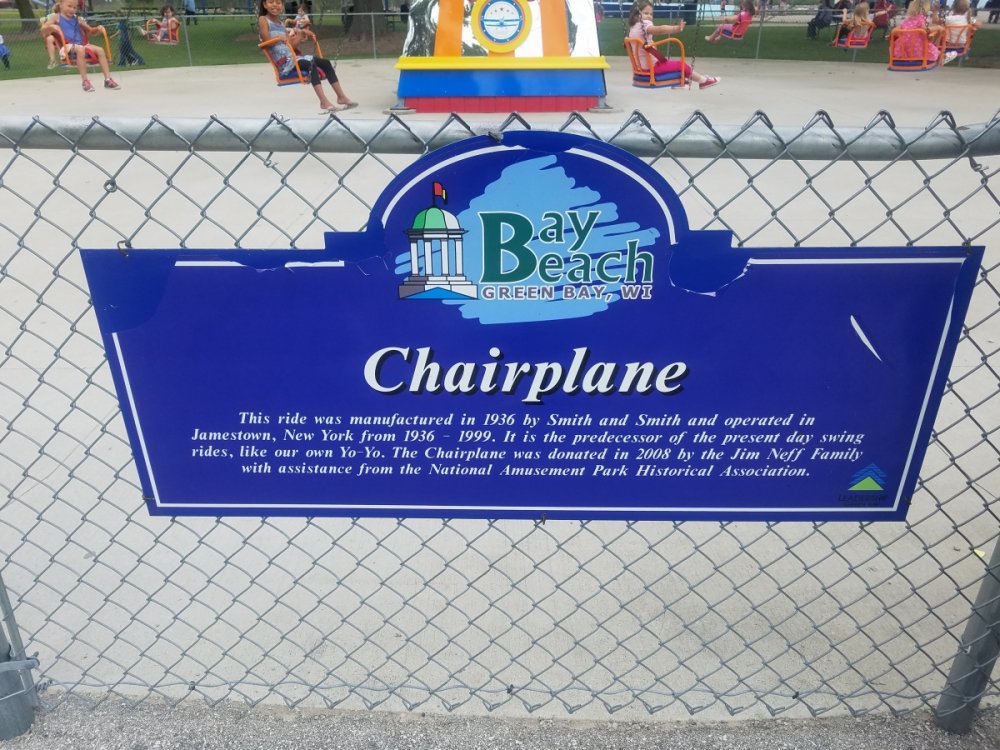 Bay
Beach
GREEN BAY, WI
Chairplane
This ride was manufactured in 1936 by Smith and Smith and operated in
Jamestown, New York from 1936 - 1999. It is the predecessor of the present day swing
rides, like our own Yo-Yo. The Chairplane was donated in 2008 by the Jim Neff Family
with assistance from the National Amusement Park Historical Association.
LEADERSHIP